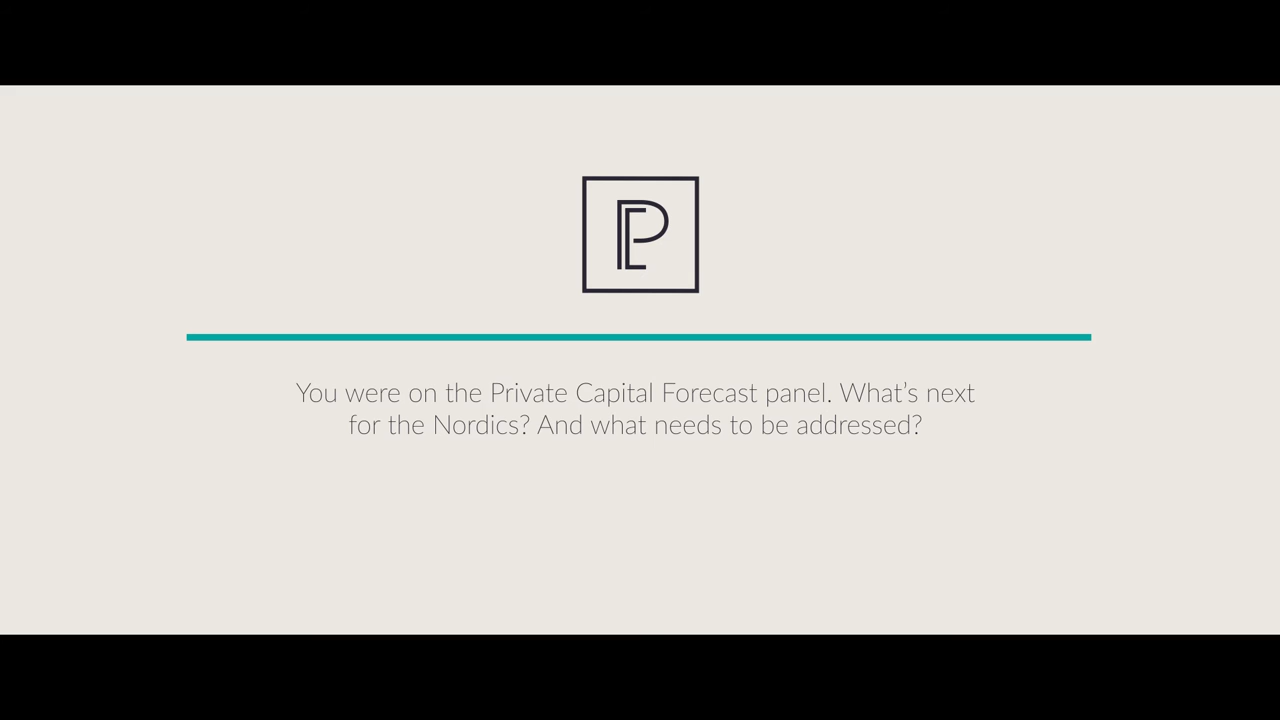 You were on the Private Capital Forecast panel. What’s next
for the Nordics? And what needs to be addressed?